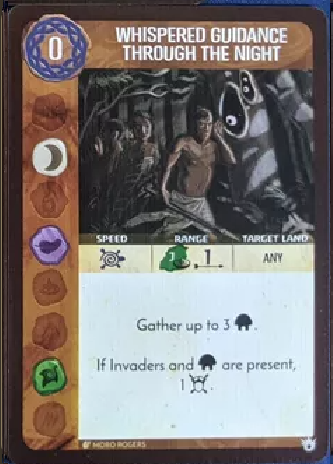 0
WHISPERED GUIDANCE
THROUGH THE NIGHT
SPEED RANGE TARGET LAND
1 ANY
Gather up to 3 .
If Invaders and are present,
1 .
MORO ROGERS